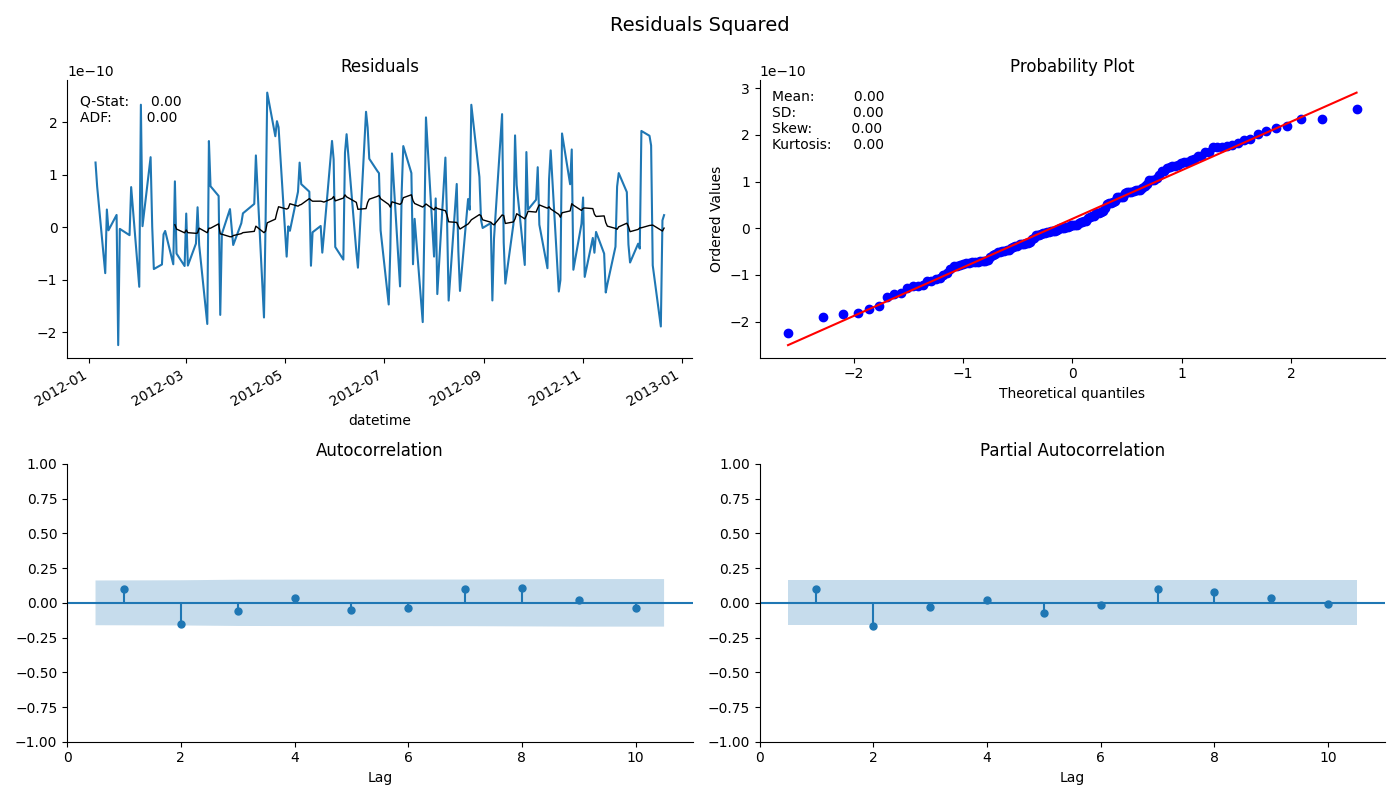 Residuals Squared
Residuals
1e−10
Q-Stat: 0.00
ADF: 0.00
2
1
0
−1
−2
2012-01
2012-03
2012-05
2012-07
2012-09
2012-11
2013-01
datetime
Probability Plot
1e−10
Mean: 0.00
SD: 0.00
Skew: 0.00
Kurtosis: 0.00
Ordered Values
3
2
1
0
−1
−2
−2
−1
0
1
2
Theoretical quantiles
Autocorrelation
1.00
0.75
0.50
0.25
0.00
−0.25
−0.50
−0.75
−1.00
0
2
4
6
8
10
Lag
Partial Autocorrelation
1.00
0.75
0.50
0.25
0.00
−0.25
−0.50
−0.75
−1.00
0
2
4
6
8
10
Lag